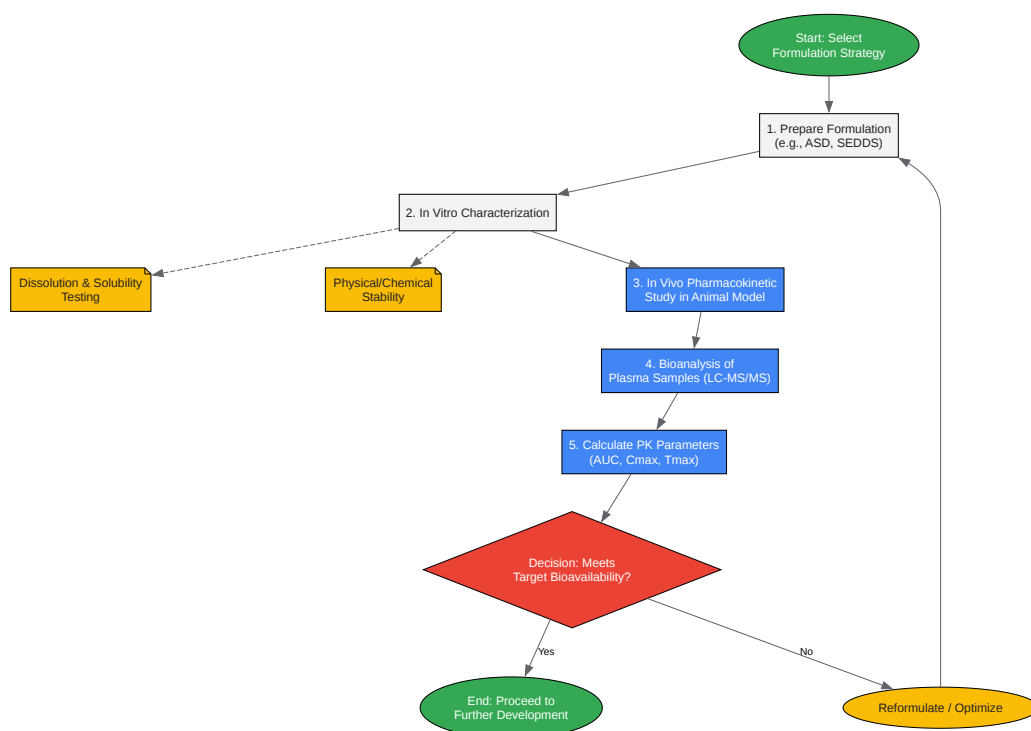 Start: Select
Formulation Strategy
1. Prepare Formulation
(e.g., ASD, SEDDS)
2. In Vitro Characterization
Dissolution & Solubility
Testing
Physical/Chemical
Stability
3. In Vivo Pharmacokinetic
Study in Animal Model
4. Bioanalysis of
Plasma Samples (LC-MS/MS)
5. Calculate PK Parameters
(AUC, Cmax, Tmax)
Decision: Meets
Target Bioavailability?
Yes
No
End: Proceed to
Further Development
Reformulate / Optimize